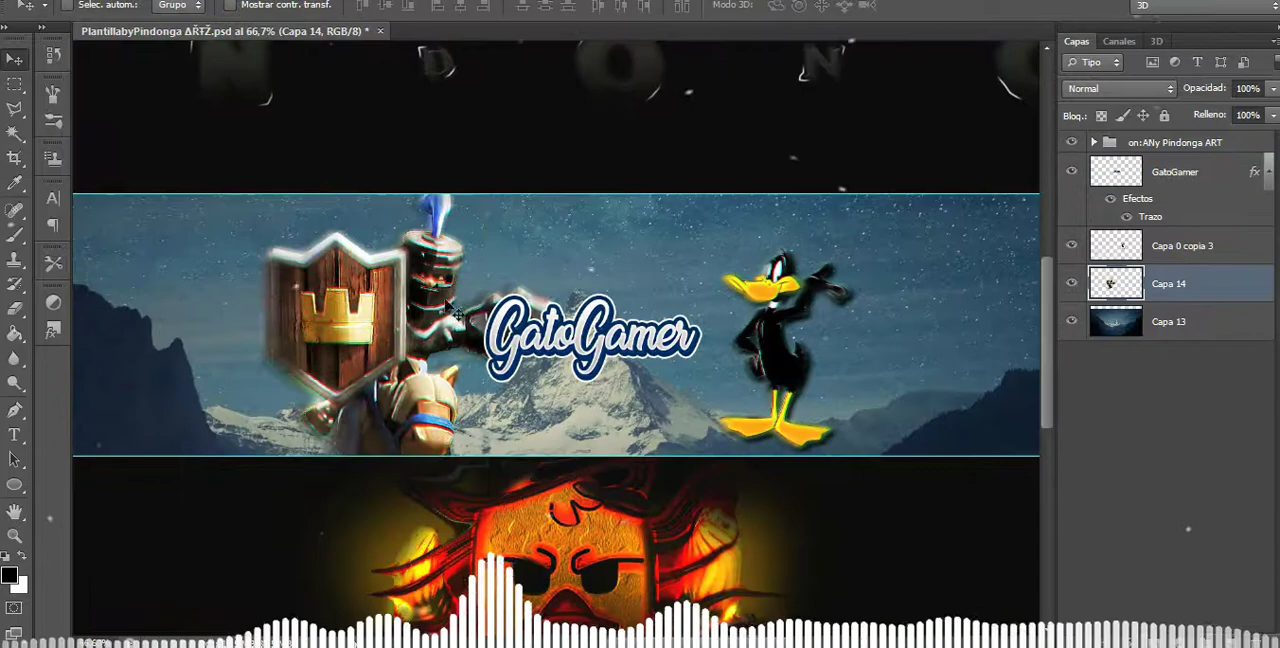 Selec. autom.:
Grupo
Mostrar contr. transf.
Modo 3D:
3D
PlantillabyPindonga ΔŘŤŽ.psd al 66,7% (Capa 14, RGB/8) *
Capas
Canales
3D
Tipo
Normal
Opacidad:
100%
Bloq.:
Relleno:
100%
on:ANy Pindonga ART
GatoGamer
fx
Efectos
Trazo
Capa 0 copia 3
Capa 14
Capa 13
N D O N
GatoGamer